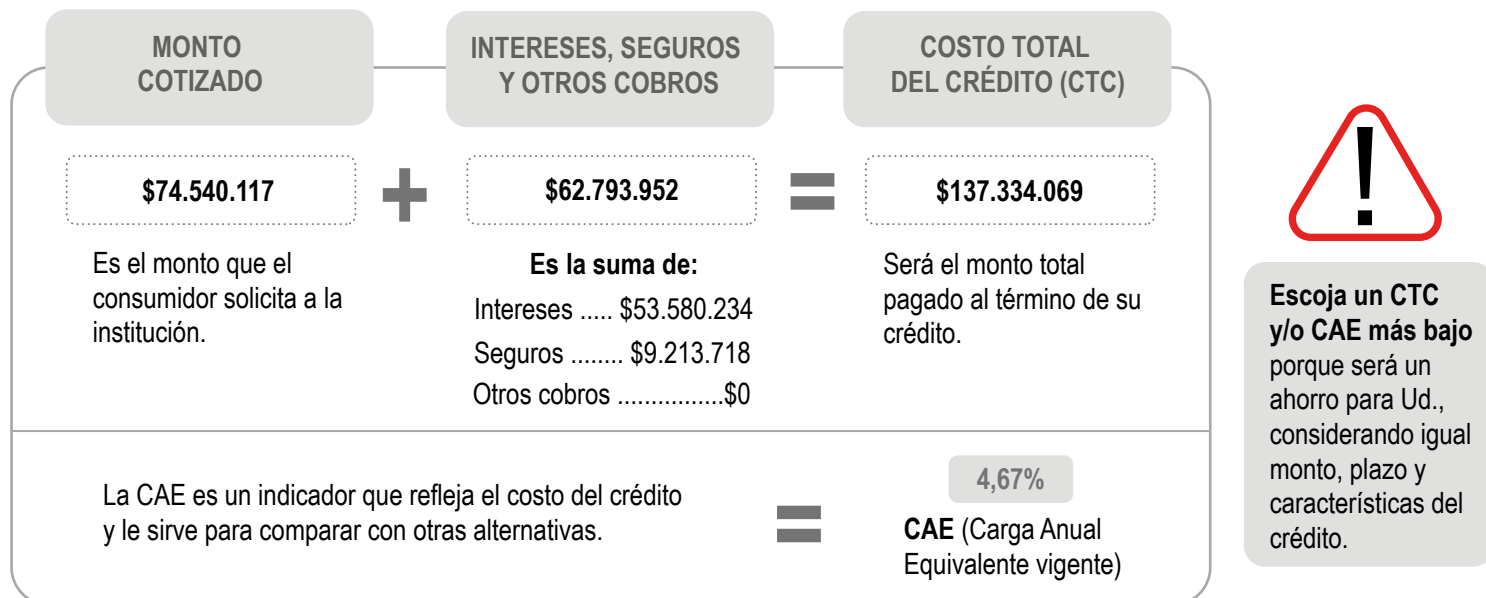 MONTO
COTIZADO
INTERESES, SEGUROS
Y OTROS COBROS
COSTO TOTAL
DEL CRÉDITO (CTC)
$74.540.117
+
$62.793.952
=
$137.334.069
Es el monto que el
consumidor solicita a la
institución.
Es la suma de:
Intereses ..... $53.580.234
Seguros ........ $9.213.718
Otros cobros ................$0
Será el monto total
pagado al término de su
crédito.
La CAE es un indicador que refleja el costo del crédito
y le sirve para comparar con otras alternativas.
=
4,67%
CAE (Carga Anual
Equivalente vigente)
!
Escoja un CTC
y/o CAE más bajo
porque será un
ahorro para Ud.,
considerando igual
monto, plazo y
características del
crédito.